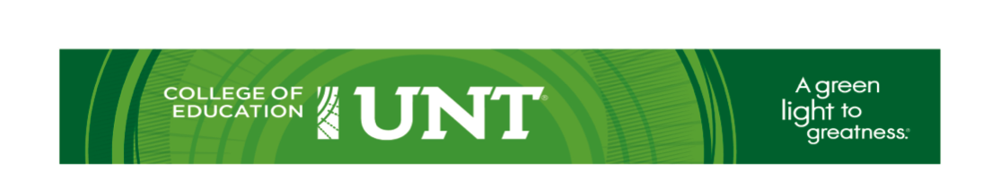 COLLEGE OF
EDUCATION
UNT®
A green
light to
greatness.®